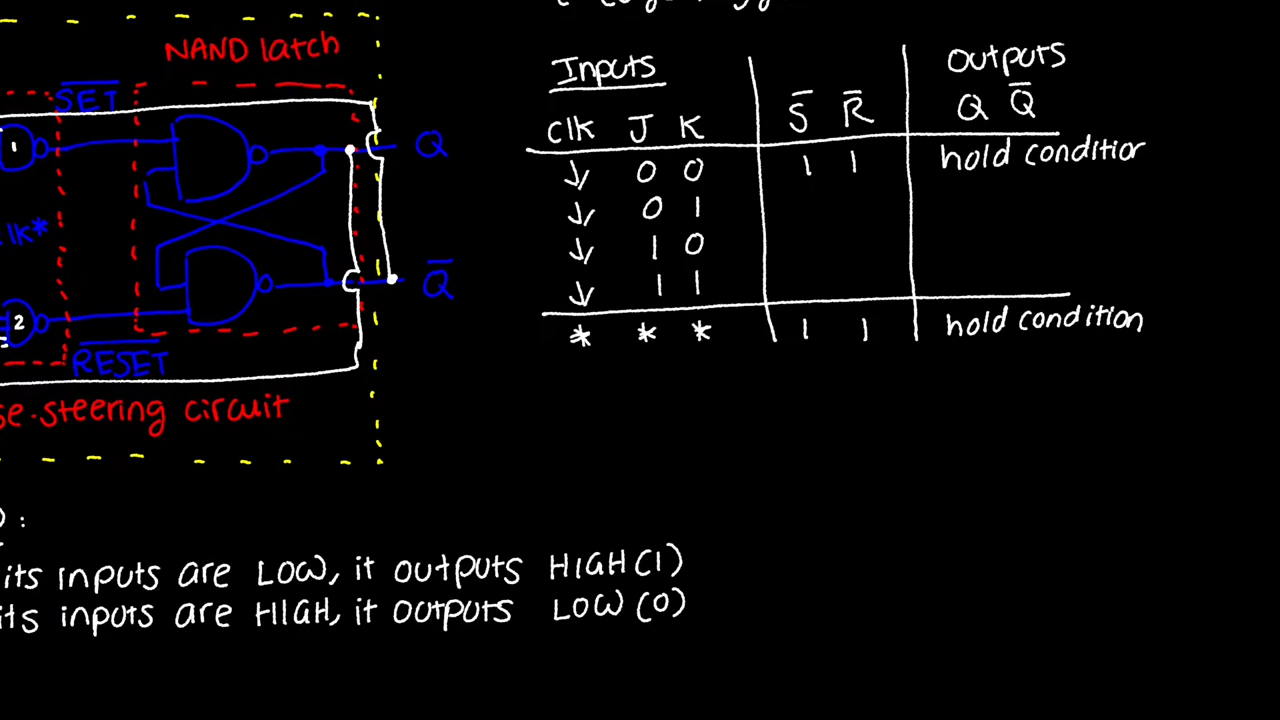 NAND latch
SET
1
Q
lk*
Q
2
RESET
se-steering circuit
Inputs
Outputs
S R
Q Q
Clk J K
↓ 0 0 1 1 hold condition
↓ 0 1
↓ 1 0
↓ 1 1
* * * 1 1 hold condition
its inputs are LOW, it outputs HIGH(1)
its inputs are HIGH, it outputs LOW (0)